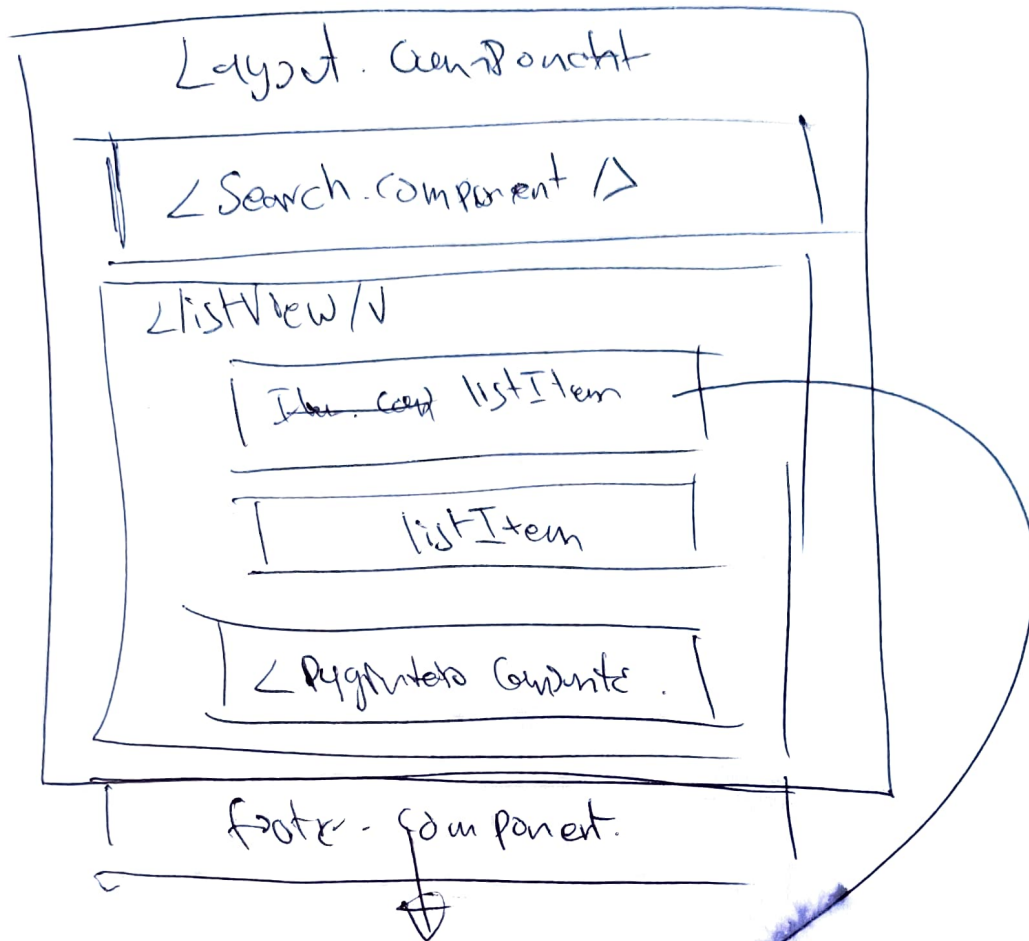 Layout. Component
<Search.component />
<listView/>
listItem
listItem
<
footer - component.